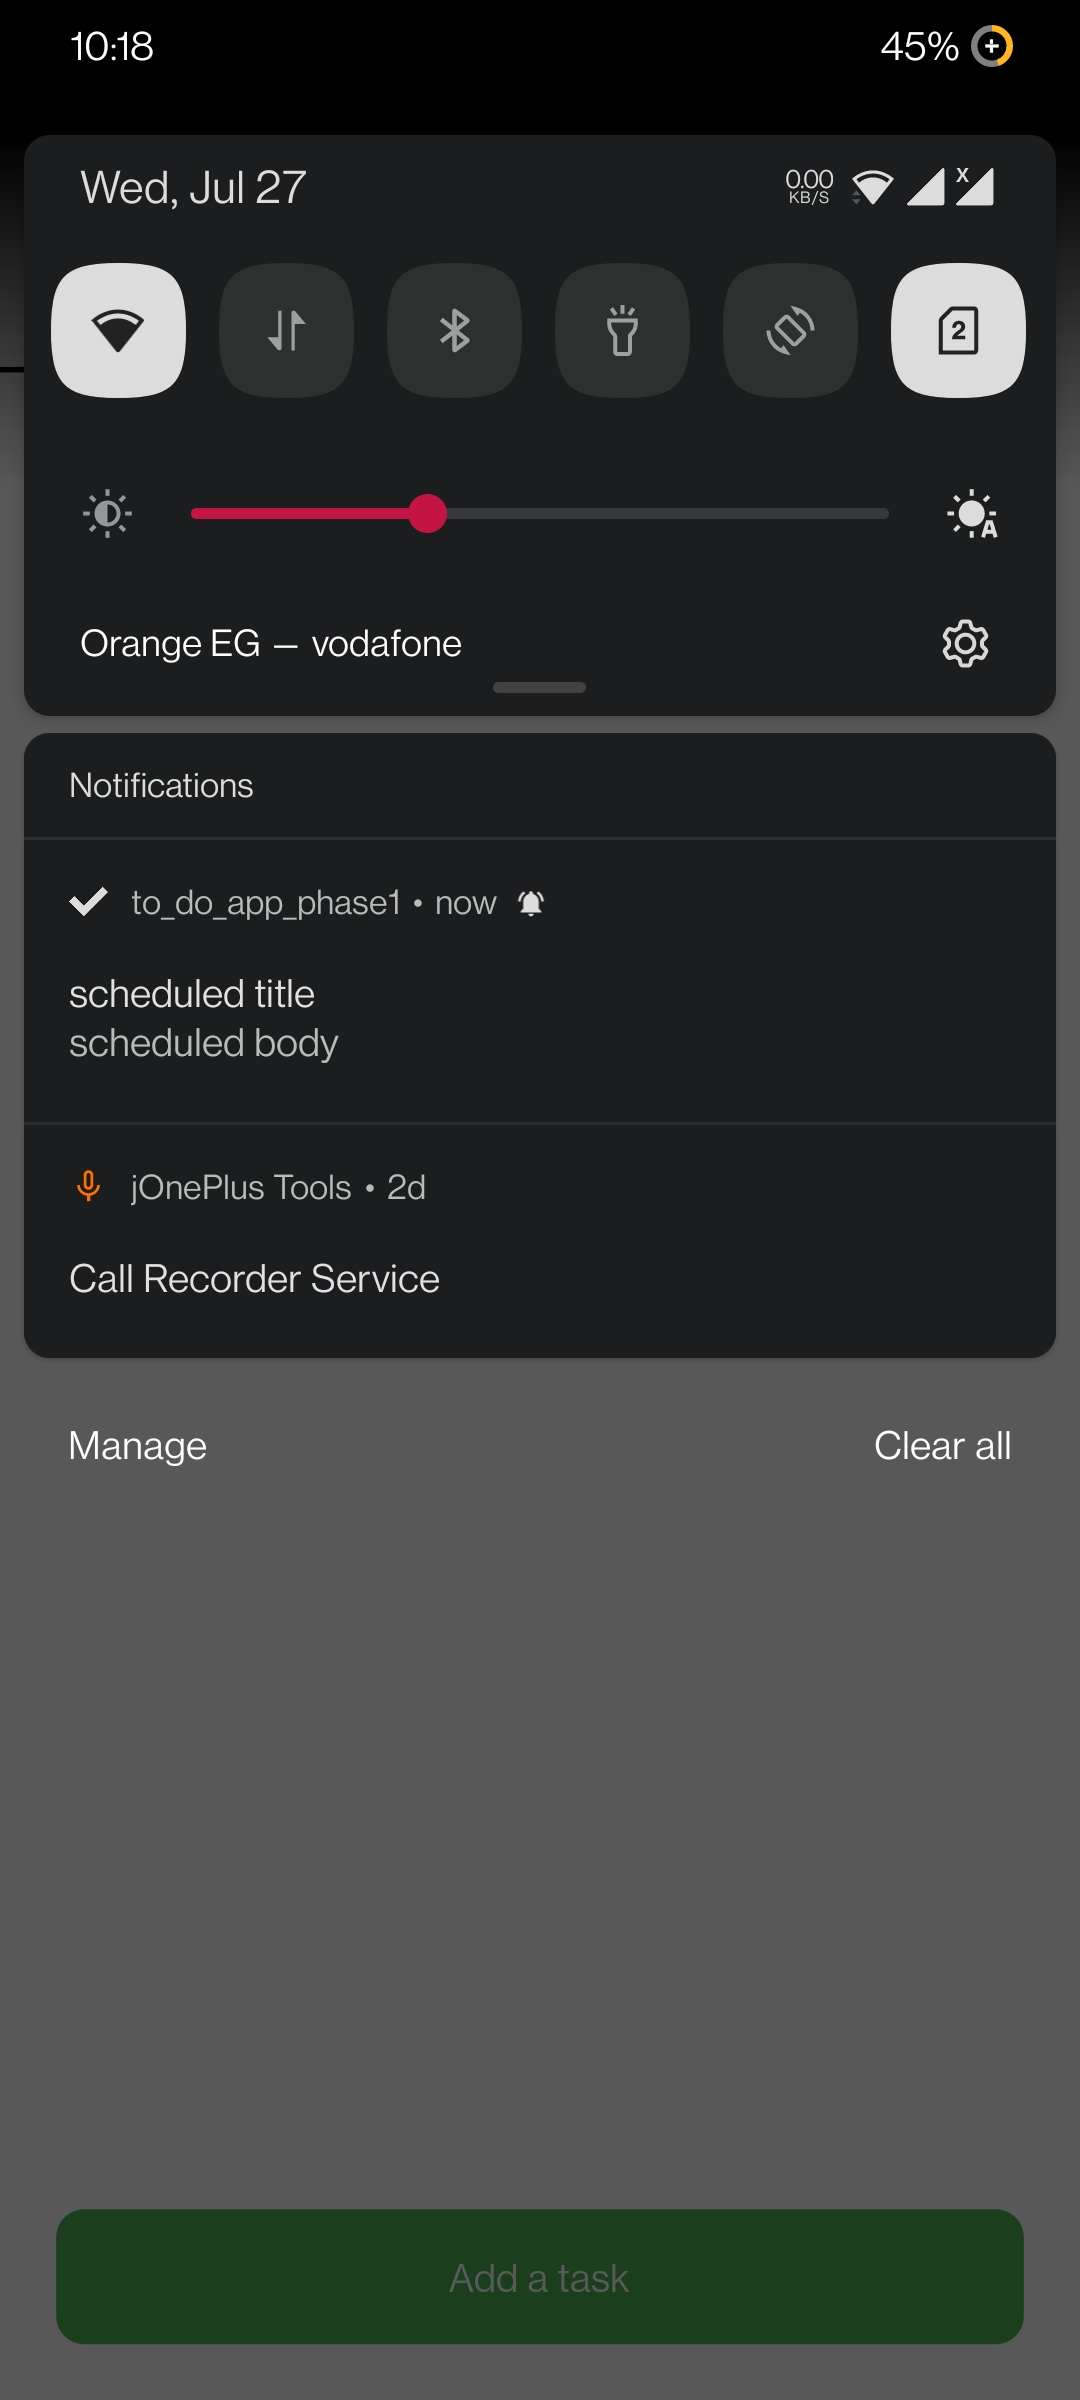 10:18
45%
Wed, Jul 27
0.00
KB/S
X
2
A
Orange EG — vodafone
Notifications
to_do_app_phase1 • now
scheduled title
scheduled body
jOnePlus Tools • 2d
Call Recorder Service
Manage
Clear all
Add a task